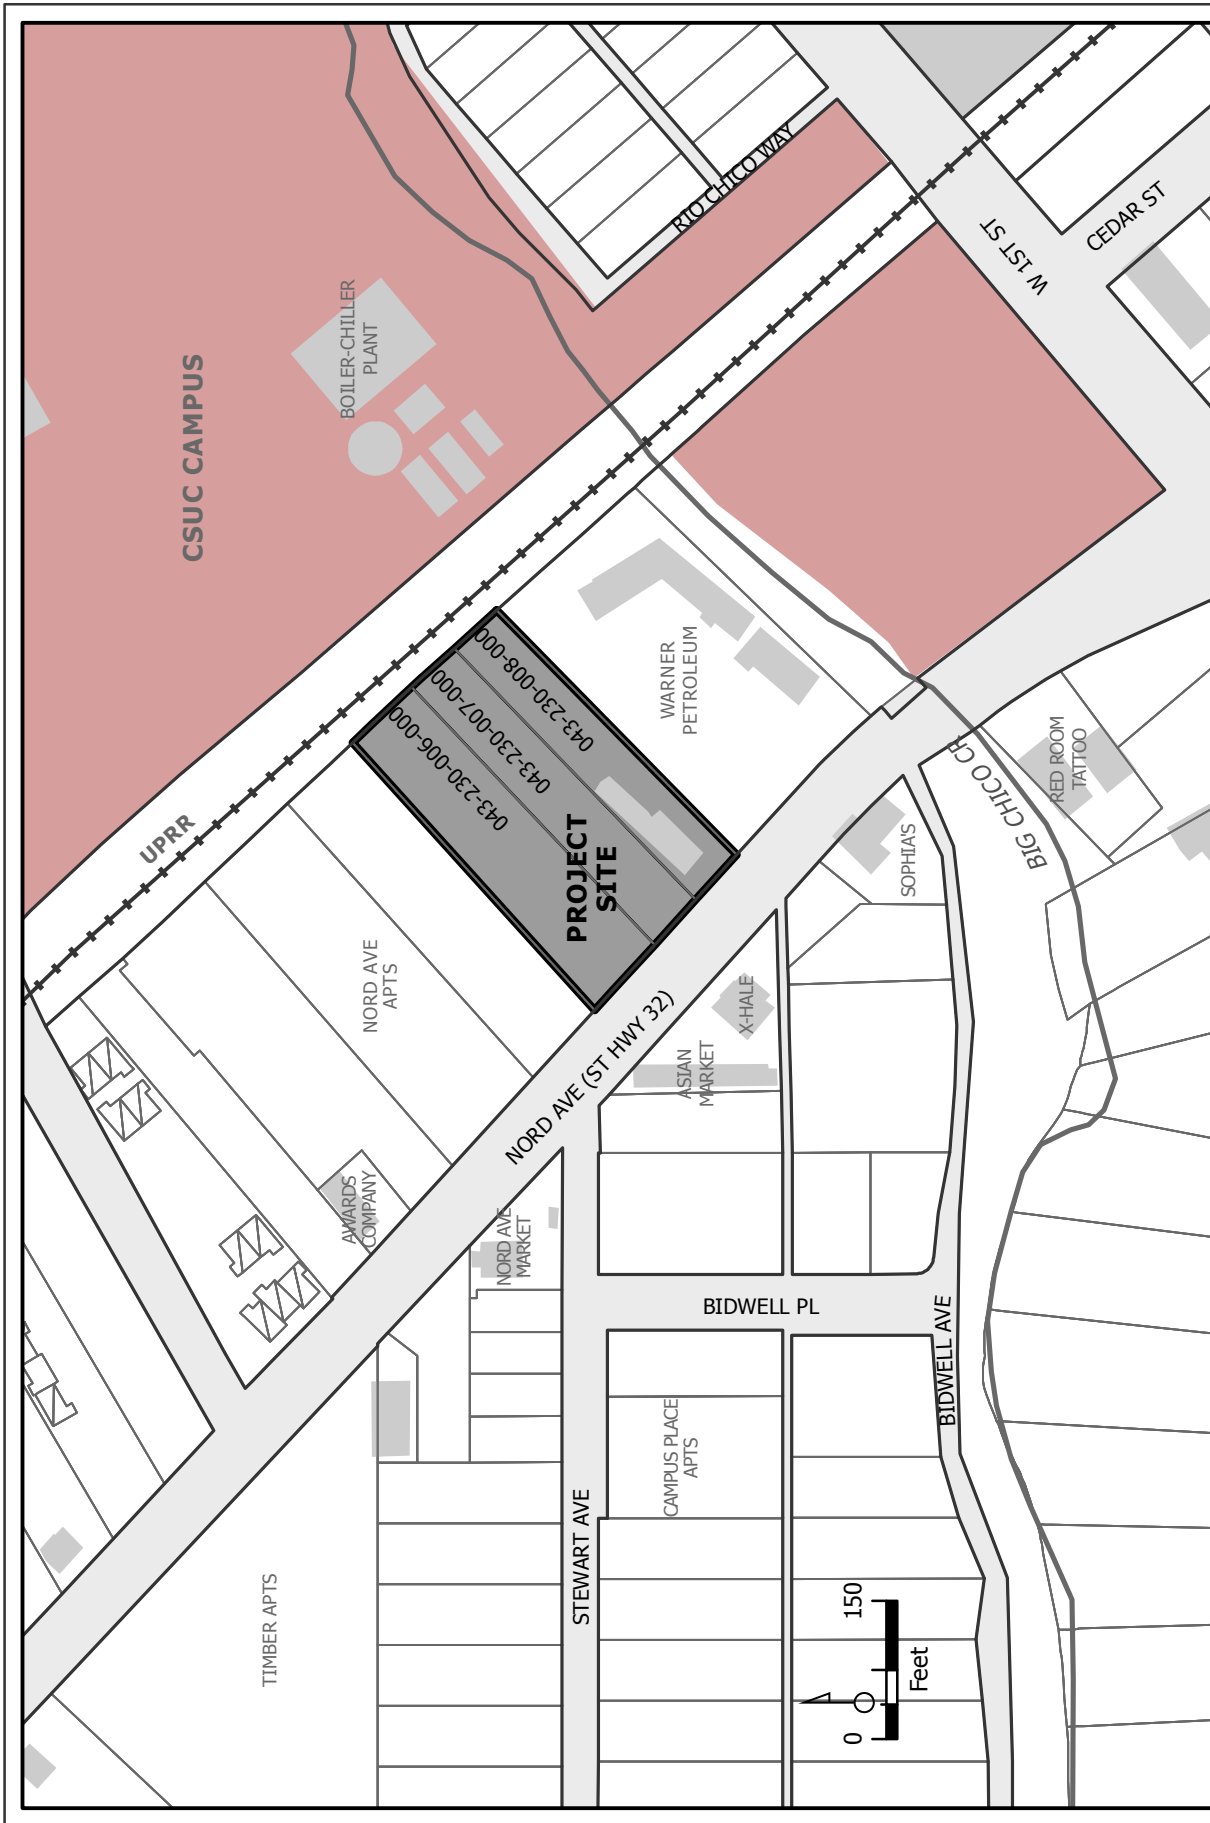 CSUC CAMPUS
BOILER-CHILLER
PLANT
RIO CHICO WAY
W 1ST ST
CEDAR ST
UPRR
043-230-008-000
043-230-007-000
043-230-006-000
PROJECT
SITE
WARNER
PETROLEUM
NORD AVE
APTS
NORD AVE (ST HWY 32)
SOPHIA'S
RED ROOM
TATTOO
BIG CHICO CR
X-HALE
ASIAN
MARKET
AWARDS
COMPANY
NORD AVE
MARKET
BIDWELL PL
BIDWELL AVE
CAMPUS PLACE
APTS
STEWART AVE
TIMBER APTS
0
150
Feet